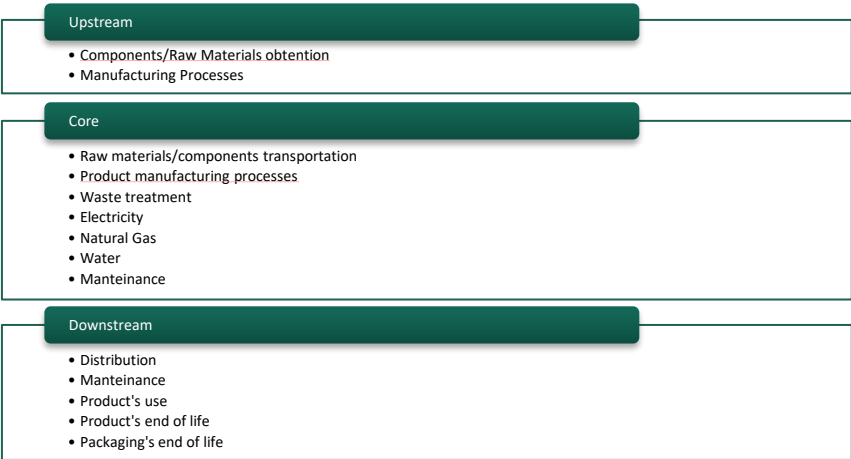 Upstream
• Components/Raw Materials obtention
• Manufacturing Processes
Core
• Raw materials/components transportation
• Product manufacturing processes
• Waste treatment
• Electricity
• Natural Gas
• Water
• Manteinance
Downstream
• Distribution
• Manteinance
• Product's use
• Product's end of life
• Packaging's end of life